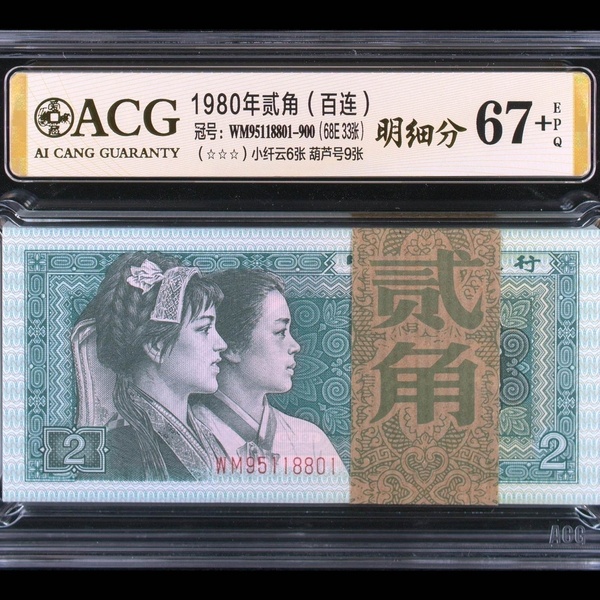 ACG
AI CANG GUARANTY
1980年贰角（百连）
冠号：WM95118801-900（68E 33张）
（☆☆☆）小纤云6张 葫芦号9张
明细分 67+
EPQ
行
贰角
2
WM95118801
2
ACG